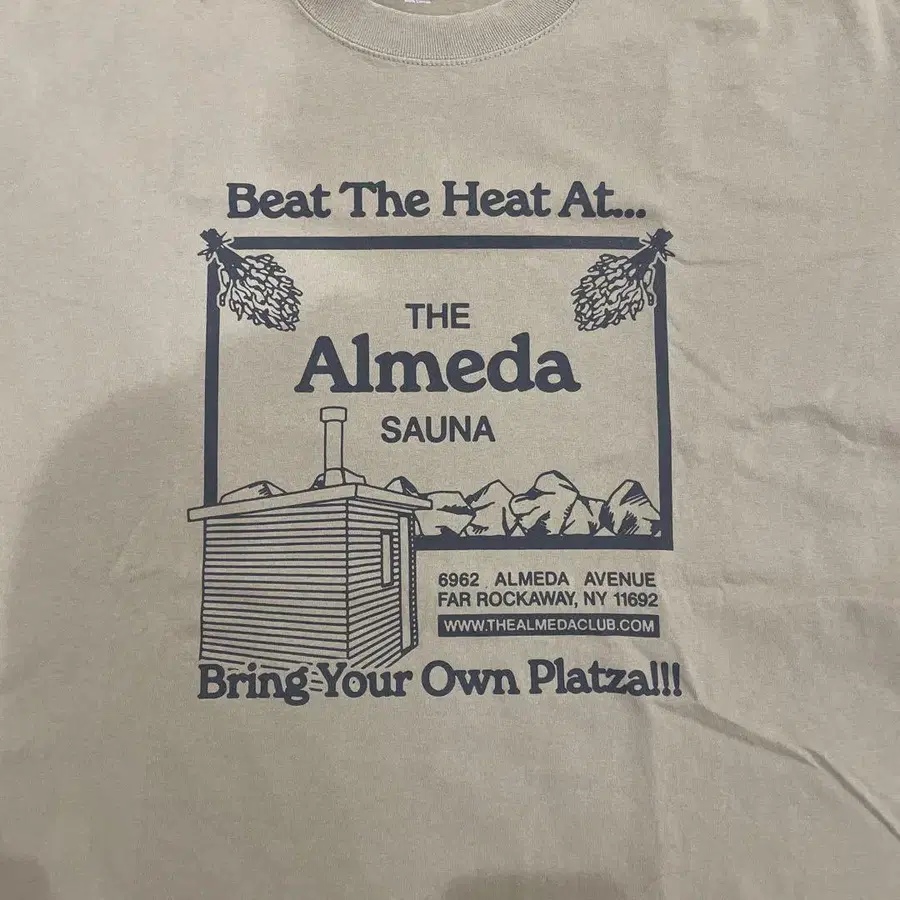 Beat The Heat At...
THE
Almeda
SAUNA
6962 ALMEDA AVENUE
FAR ROCKAWAY, NY 11692
WWW.THEALMEDACLUB.COM
Bring Your Own Platza!!!